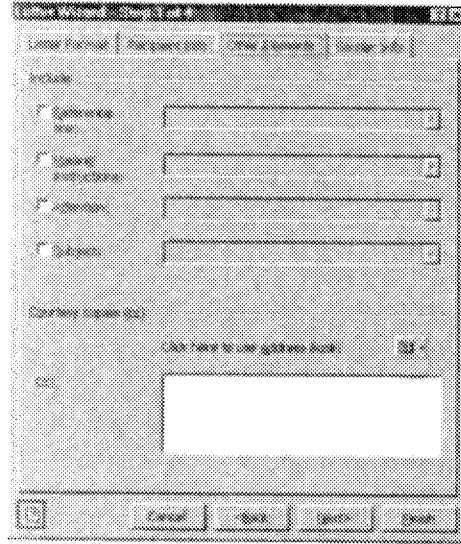 Letter Wizard - Step 3 of 4
Letter Format Recipient Info Other Elements Sender Info
Include
Reference
line:
Mailing
instructions:
Attention:
Subject:
Courtesy copies (cc)
Click here to use address book:
Cc:
Cancel <Back Next> Finish